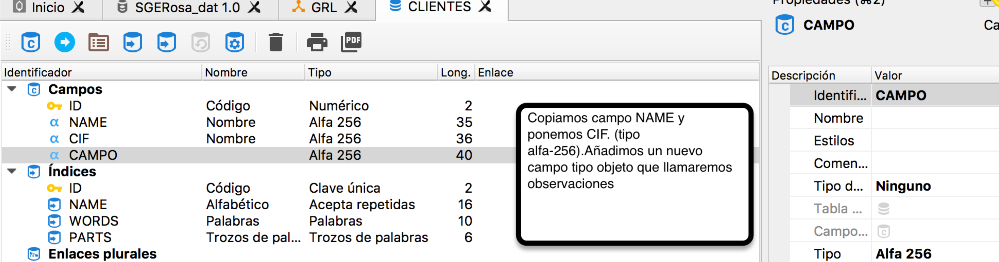 Inicio SGERosa_dat 1.0 GRL CLIENTES
Propiedades (⌘2)
CAMPO
PDF
Identificador Nombre Tipo Long. Enlace
Campos
ID Código Numérico 2
NAME Nombre Alfa 256 35
CIF Nombre Alfa 256 36
CAMPO Alfa 256 40
Índices
ID Código Clave única 2
NAME Alfabético Acepta repetidas 16
WORDS Palabras Palabras 10
PARTS Trozos de pal... Trozos de palabras 6
Enlaces plurales
Copiamos campo NAME y
ponemos CIF. (tipo
alfa-256).Añadimos un nuevo
campo tipo objeto que llamaremos
observaciones
Descripción Valor
Identifi... CAMPO
Nombre
Estilos
Comen...
Tipo d... Ninguno
Tabla ...
Campo...
Tipo Alfa 256